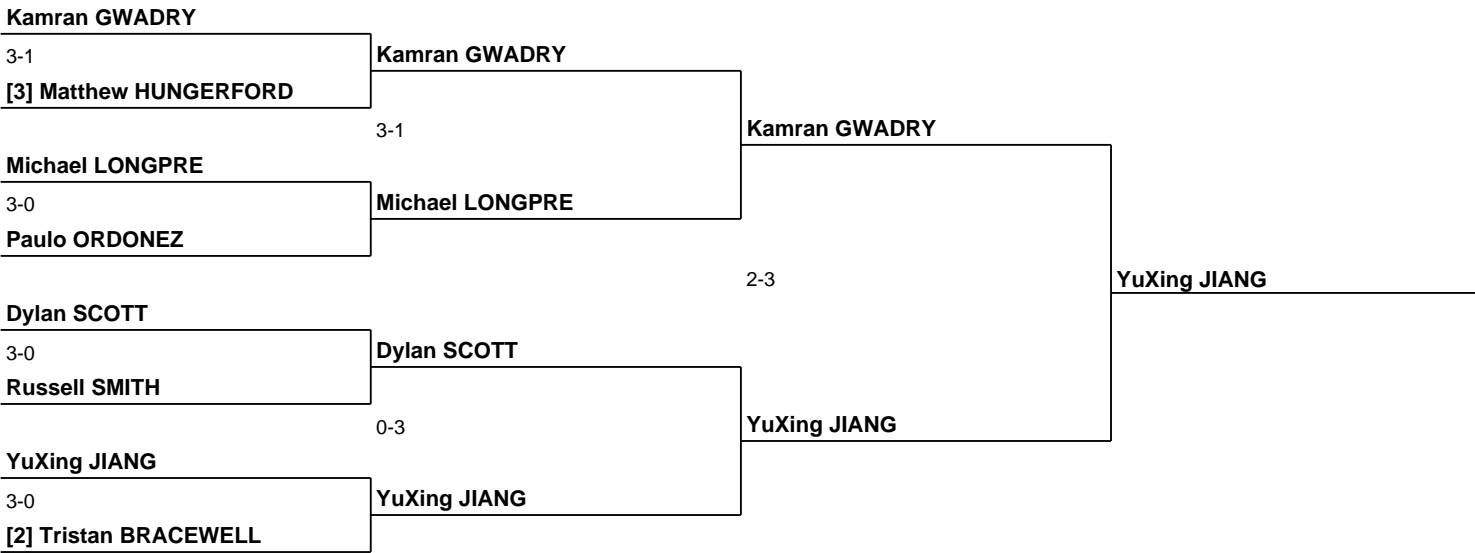 Kamran GWADRY
3-1
Kamran GWADRY
[3] Matthew HUNGERFORD
3-1
Kamran GWADRY
Michael LONGPRE
3-0
Michael LONGPRE
Paulo ORDONEZ
2-3
YuXing JIANG
Dylan SCOTT
3-0
Dylan SCOTT
Russell SMITH
0-3
YuXing JIANG
YuXing JIANG
3-0
YuXing JIANG
[2] Tristan BRACEWELL